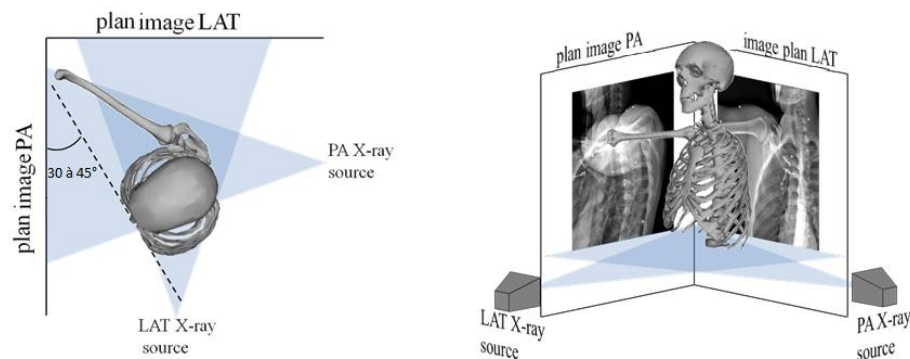 plan image LAT
plan image PA
30 à 45°
PA X-ray
source
LAT X-ray
source
plan image PA
image plan LAT
LAT X-ray
source
PA X-ray
source